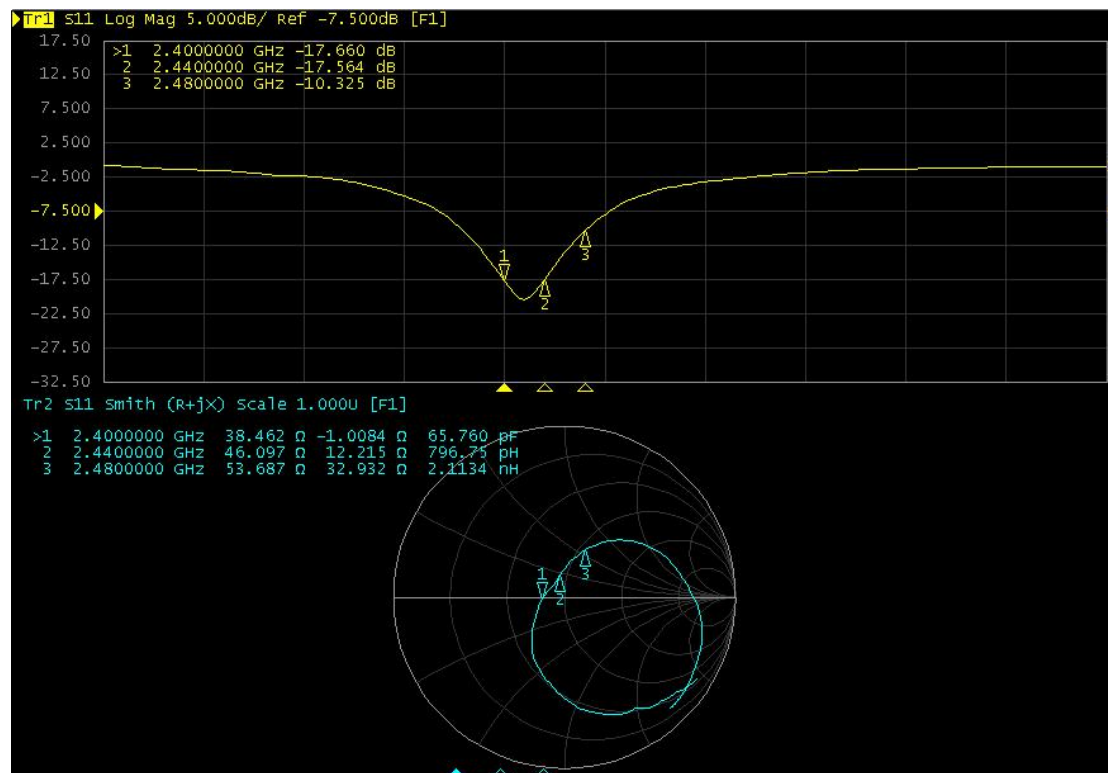 Tr1 S11 Log Mag 5.000dB/ Ref -7.500dB [F1]
17.50
>1 2.4000000 GHz -17.660 dB
2 2.4400000 GHz -17.564 dB
12.50
3 2.4800000 GHz -10.325 dB
7.500
2.500
-2.500
-7.500
-12.50
1
3
-17.50
2
-22.50
-27.50
-32.50
Tr2 S11 Smith (R+jX) Scale 1.000U [F1]
>1 2.4000000 GHz 38.462 Ω -1.0084 Ω 65.760 pF
2 2.4400000 GHz 46.097 Ω 12.215 Ω 796.75 pH
3 2.4800000 GHz 53.687 Ω 32.932 Ω 2.1134 nH
1
3
2